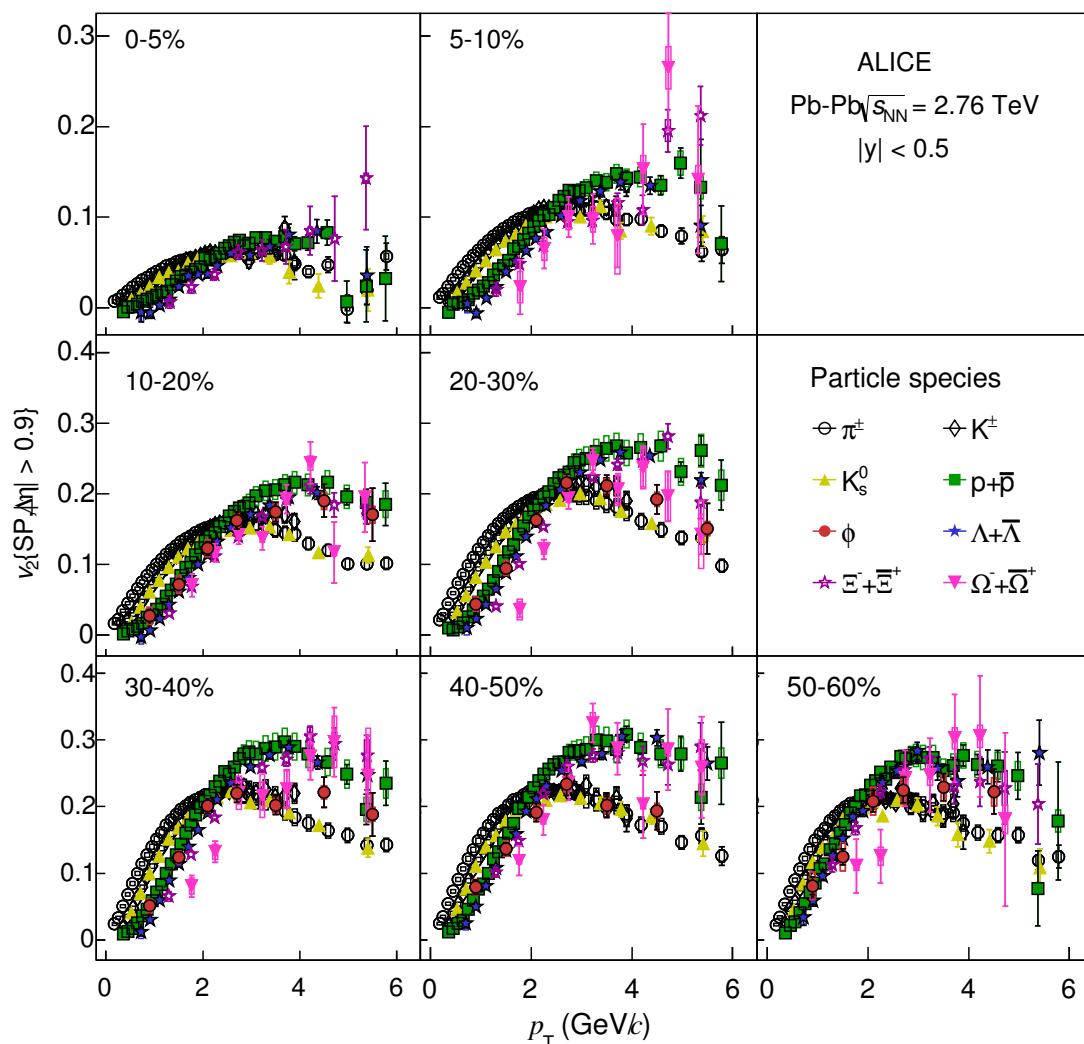 0-5%
5-10%
ALICE
Pb-Pb√sNN = 2.76 TeV
|y| < 0.5
0.3
0.2
0.1
0
10-20%
20-30%
Particle species
π±
K±
K0s
p+p̅
ϕ
Λ+Λ̅
Ξ-+Ξ̅+
Ω-+Ω̅+
0.4
0.3
0.2
0.1
0
v2{SP,|Δη| > 0.9}
30-40%
40-50%
50-60%
0.4
0.3
0.2
0.1
0
0 2 4 6
0 2 4 6
0 2 4 6
pT (GeV/c)